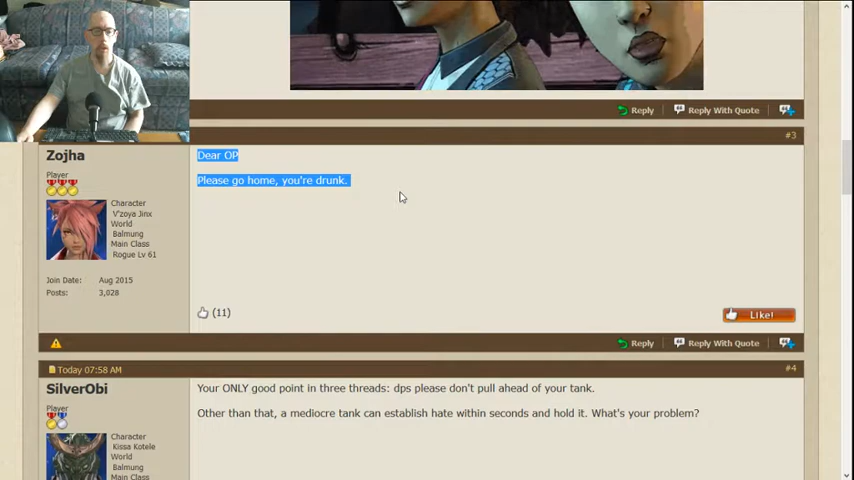 Reply
Reply With Quote
#3
Zojha
Player
Character
V'zoya Jinx
World
Balmung
Main Class
Rogue Lv 61
Join Date: Aug 2015
Posts: 3,028
Dear OP
Please go home, you're drunk.
(11)
Like!
Reply
Reply With Quote
Today 07:58 AM
#4
SilverObi
Player
Character
Kissa Kotele
World
Balmung
Main Class
Your ONLY good point in three threads: dps please don't pull ahead of your tank.
Other than that, a mediocre tank can establish hate within seconds and hold it. What's your problem?